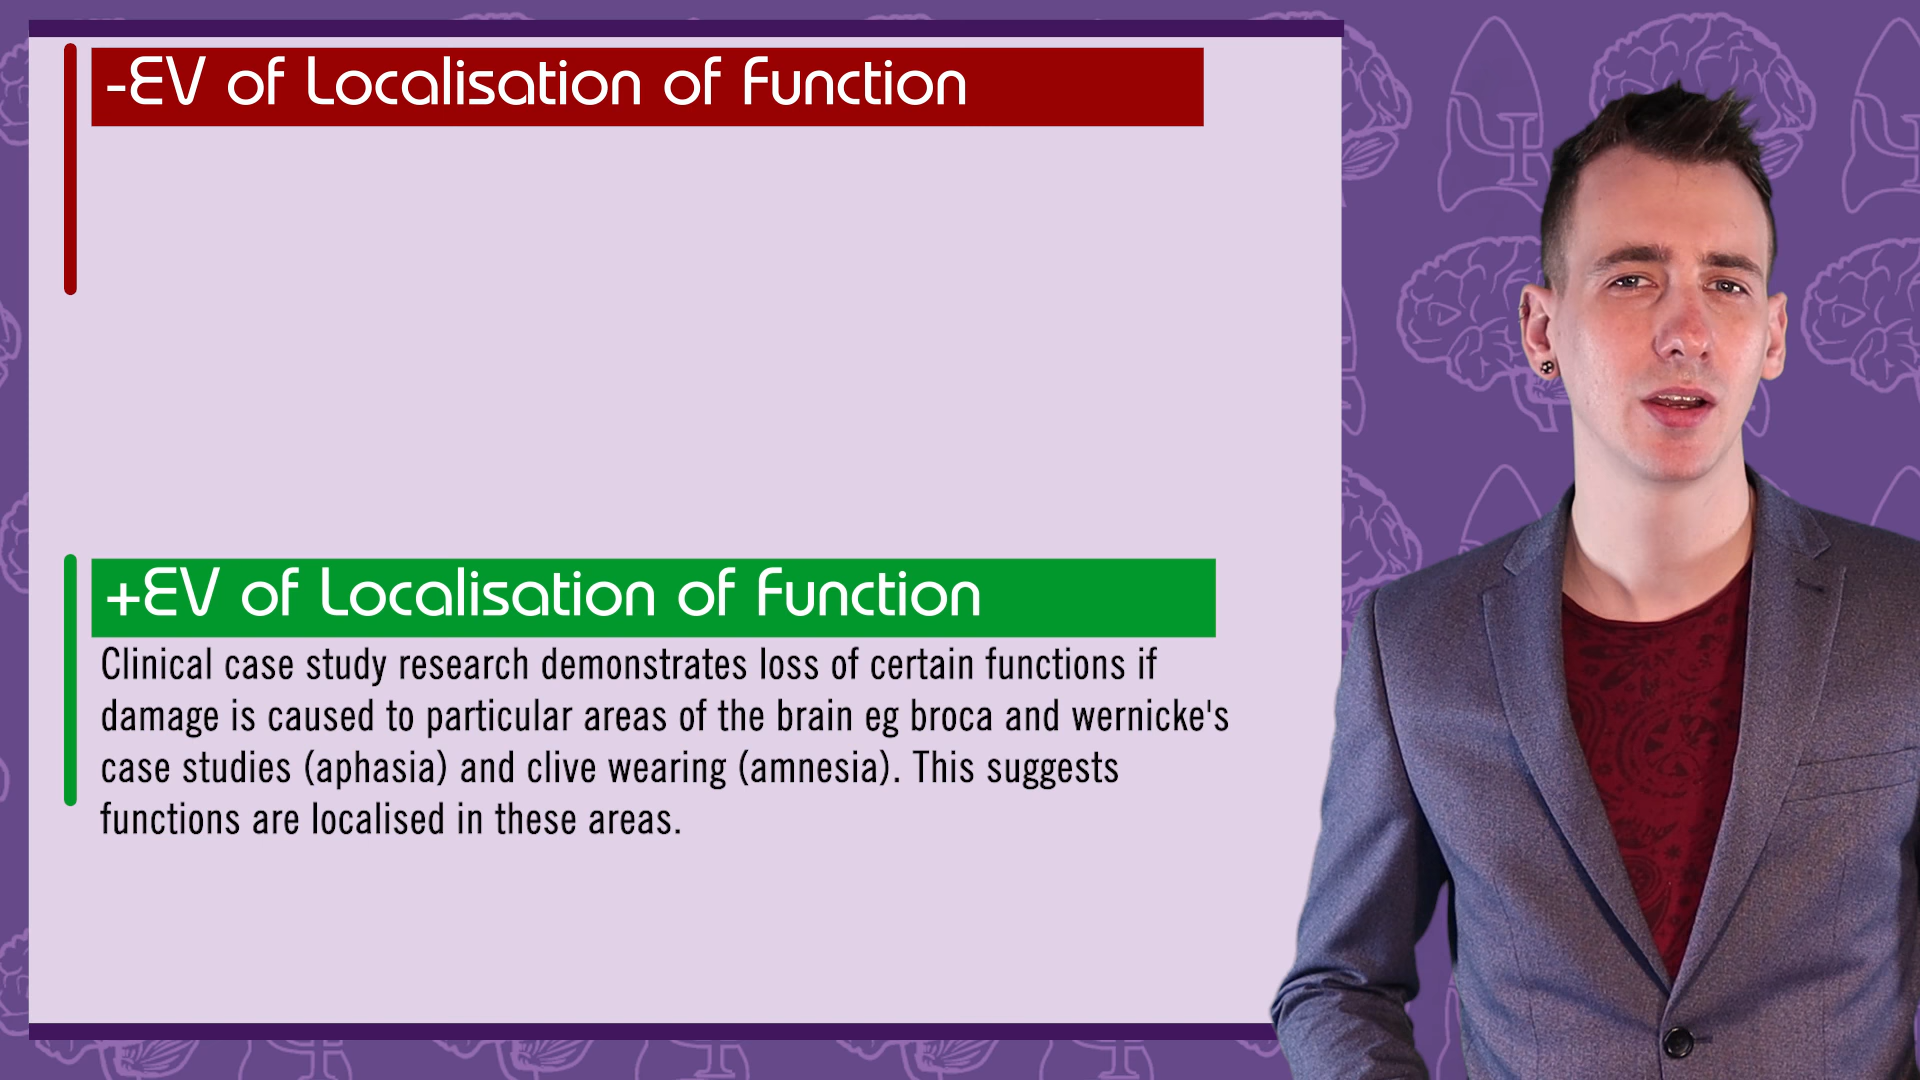 -EV of Localisation of Function
+EV of Localisation of Function
Clinical case study research demonstrates loss of certain functions if
damage is caused to particular areas of the brain eg broca and wernicke's
case studies (aphasia) and clive wearing (amnesia). This suggests
functions are localised in these areas.